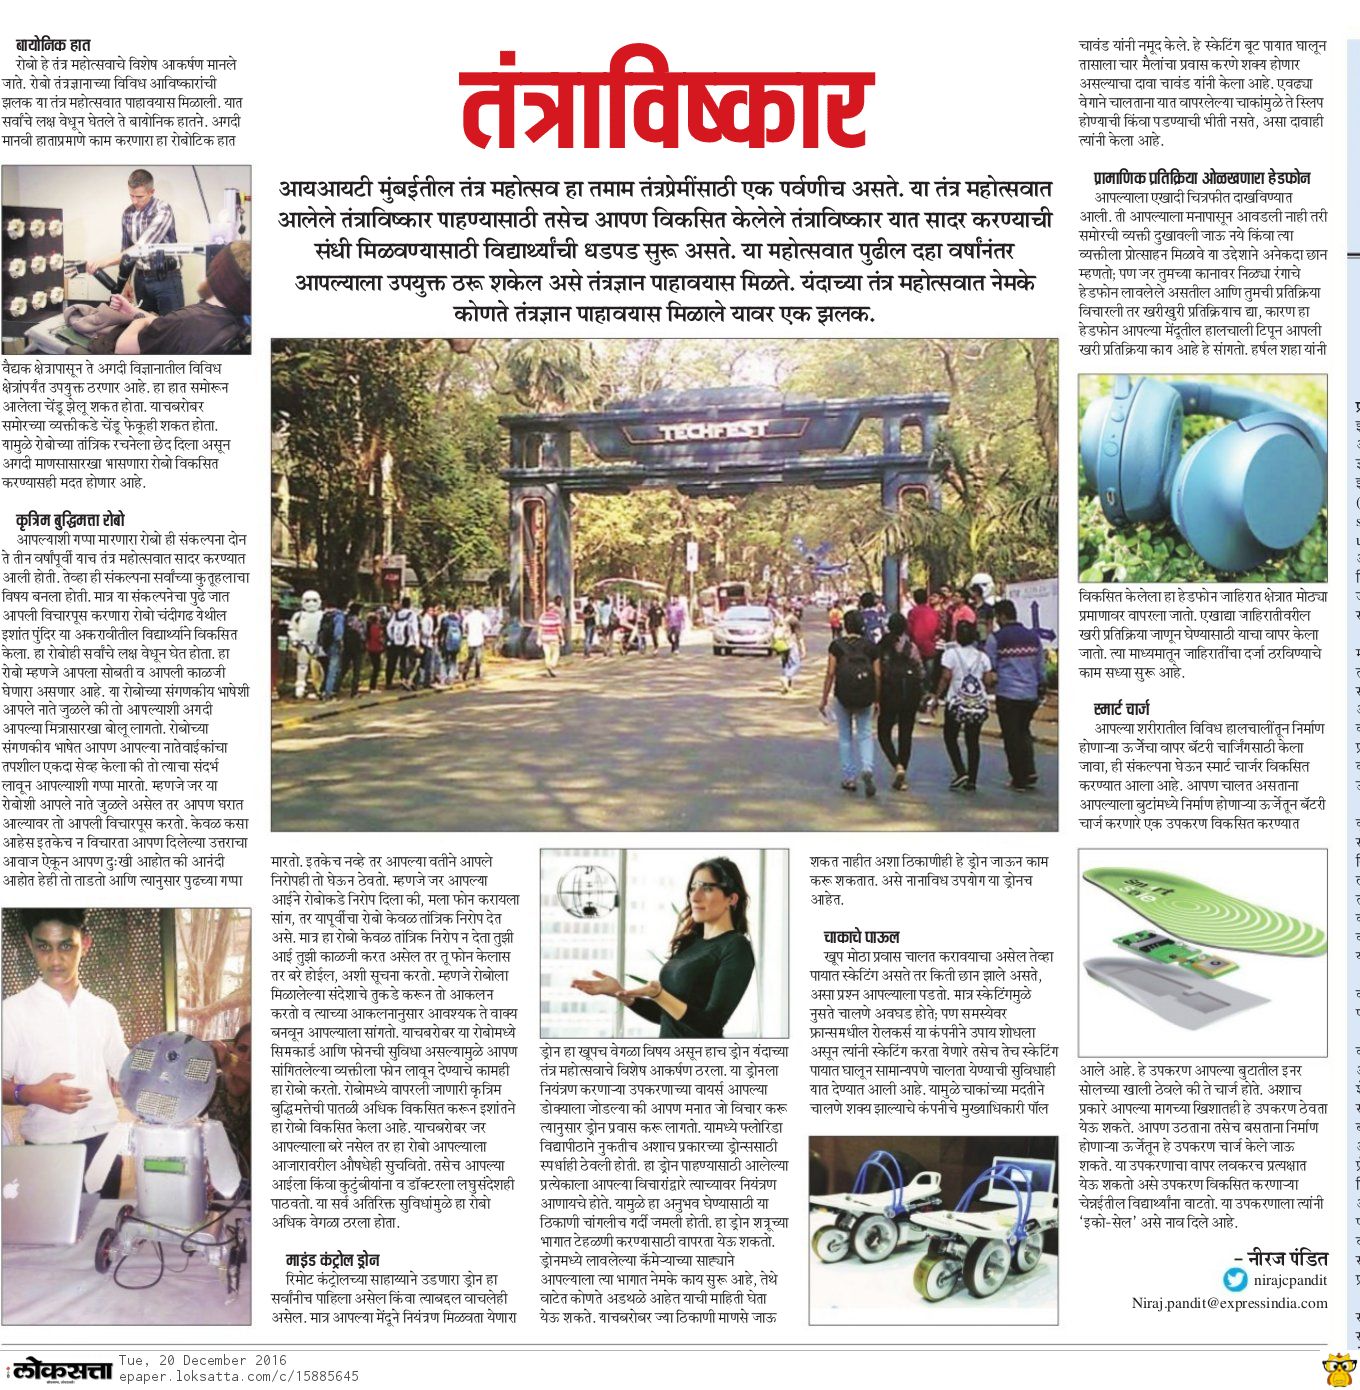 तंत्राविष्कार
आयआयटी मुंबईतील तंत्र महोत्सव हा तमाम तंत्रप्रेमींसाठी एक पर्वणीच असते. या तंत्र महोत्सवात
आलेले तंत्राविष्कार पाहण्यासाठी तसेच आपण विकसित केलेले तंत्राविष्कार यात सादर करण्याची
संधी मिळवण्यासाठी विद्यार्थ्यांची धडपड सुरू असते. या महोत्सवात पुढील दहा वर्षांनंतर
आपल्याला उपयुक्त ठरू शकेल असे तंत्रज्ञान पाहावयास मिळते. यंदाच्या तंत्र महोत्सवात नेमके
कोणते तंत्रज्ञान पाहावयास मिळाले यावर एक झलक.
बायोनिक हात
रोबो हे तंत्र महोत्सवाचे विशेष आकर्षण मानले
जाते. रोबो तंत्रज्ञानाच्या विविध आविष्कारांची
झलक या तंत्र महोत्सवात पाहावयास मिळाली. यात
सर्वांचे लक्ष वेधून घेतले ते बायोनिक हातने. अगदी
मानवी हाताप्रमाणे काम करणारा हा रोबोटिक हात
वैद्यक क्षेत्रापासून ते अगदी विज्ञानातील विविध
क्षेत्रांपर्यंत उपयुक्त ठरणार आहे. हा हात समोरून
आलेला चेंडू झेलू शकत होता. याचबरोबर
समोरच्या व्यक्तीकडे चेंडू फेकूही शकत होता.
यामुळे रोबोच्या तांत्रिक रचनेला छेद दिला असून
अगदी माणसासारखा भासणारा रोबो विकसित
करण्यासही मदत होणार आहे.
कृत्रिम बुद्धिमत्ता रोबो
आपल्याशी गप्पा मारणारा रोबो ही संकल्पना दोन
ते तीन वर्षांपूर्वी याच तंत्र महोत्सवात सादर करण्यात
आली होती. तेव्हा ही संकल्पना सर्वांच्या कुतूहलाचा
विषय बनला होती. मात्र या संकल्पनेचा पुढे जात
आपली विचारपूस करणारा रोबो चंदीगढ येथील
इशांत पुंदिर या अकरावीतील विद्यार्थ्याने विकसित
केला. हा रोबोही सर्वांचे लक्ष वेधून घेत होता. हा
रोबो म्हणजे आपला सोबती व आपली काळजी
घेणारा असणार आहे. या रोबोच्या संगणकीय भाषेशी
आपले नाते जुळले की तो आपल्याशी अगदी
आपल्या मित्रासारखा बोलू लागतो. रोबोच्या
संगणकीय भाषेत आपण आपल्या नातेवाईकांचा
तपशील एकदा सेव्ह केला की तो त्याचा संदर्भ
लावून आपल्याशी गप्पा मारतो. म्हणजे जर या
रोबोशी आपले नाते जुळले असेल तर आपण घरात
आल्यावर तो आपली विचारपूस करतो. केवळ कसा
आहेस इतकेच न विचारता आपण दिलेल्या उत्तराचा
आवाज ऐकून आपण दुःखी आहोत की आनंदी
आहोत हेही तो ताडतो आणि त्यानुसार पुढच्या गप्पा
TECHFEST
मारतो. इतकेच नव्हे तर आपल्या वतीने आपले
निरोपही तो घेऊन ठेवतो. म्हणजे जर आपल्या
आईने रोबोकडे निरोप दिला की, मला फोन करायला
सांग, तर यापूर्वीचा रोबो केवळ तांत्रिक निरोप देत
असे. मात्र हा रोबो केवळ तांत्रिक निरोप न देता तुझी
आई तुझी काळजी करत असेल तर तू फोन केलास
तर बरे होईल, अशी सूचना करतो. म्हणजे रोबोला
मिळालेल्या संदेशाचे तुकडे करून तो आकलन
करतो व त्याच्या आकलनानुसार आवश्यक ते वाक्य
बनवून आपल्याला सांगतो. याचबरोबर या रोबोमध्ये
सिमकार्ड आणि फोनची सुविधा असल्यामुळे आपण
सांगितलेल्या व्यक्तीला फोन लावून देण्याचे कामही
हा रोबो करतो. रोबोमध्ये वापरली जाणारी कृत्रिम
बुद्धिमत्तेची पातळी अधिक विकसित करून इशांतने
हा रोबो विकसित केला आहे. याचबरोबर जर
आपल्याला बरे नसेल तर हा रोबो आपल्याला
आजारावरील औषधेही सुचवितो. तसेच आपल्या
आईला किंवा कुटुंबीयांना व डॉक्टरला लघुसंदेशही
पाठवतो. या सर्व अतिरिक्त सुविधांमुळे हा रोबो
अधिक वेगळा ठरला होता.
माइंड कंट्रोल ड्रोन
रिमोट कंट्रोलच्या साहाय्याने उडणारा ड्रोन हा
सर्वांनीच पाहिला असेल किंवा त्याबद्दल वाचलेही
असेल. मात्र आपल्या मेंदूने नियंत्रण मिळवता येणारा
ड्रोन हा खूपच वेगळा विषय असून हाच ड्रोन यंदाच्या
तंत्र महोत्सवाचे विशेष आकर्षण ठरला. या ड्रोनला
नियंत्रण करणाऱ्या उपकरणाच्या वायर्स आपल्या
डोक्याला जोडल्या की आपण मनात जो विचार करू
त्यानुसार ड्रोन प्रवास करू लागतो. यामध्ये फ्लोरिडा
विद्यापीठाने नुकतीच अशाच प्रकारच्या ड्रोन्ससाठी
स्पर्धाही ठेवली होती. हा ड्रोन पाहण्यासाठी आलेल्या
प्रत्येकाला आपल्या विचारांद्वारे त्याच्यावर नियंत्रण
आणायचे होते. यामुळे हा अनुभव घेण्यासाठी या
ठिकाणी चांगलीच गर्दी जमली होती. हा ड्रोन शत्रूच्या
भागात टेहळणी करण्यासाठी वापरता येऊ शकतो.
ड्रोनमध्ये लावलेल्या कॅमेऱ्याच्या साह्याने
आपल्याला त्या भागात नेमके काय सुरू आहे, तेथे
वाटेत कोणते अडथळे आहेत याची माहिती घेता
येऊ शकते. याचबरोबर ज्या ठिकाणी माणसे जाऊ
शकत नाहीत अशा ठिकाणीही हे ड्रोन जाऊन काम
करू शकतात. असे नानाविध उपयोग या ड्रोनच
आहेत.
चाकाचे पाऊल
खूप मोठा प्रवास चालत करावयाचा असेल तेव्हा
पायात स्केटिंग असते तर किती छान झाले असते,
असा प्रश्न आपल्याला पडतो. मात्र स्केटिंगमुळे
नुसते चालणे अवघड होते; पण समस्येवर
फ्रान्समधील रोलकर्स या कंपनीने उपाय शोधला
असून त्यांनी स्केटिंग करता येणारे तसेच तेच स्केटिंग
पायात घालून सामान्यपणे चालता येण्याची सुविधाही
यात देण्यात आली आहे. यामुळे चाकांच्या मदतीने
चालणे शक्य झाल्याचे कंपनीचे मुख्याधिकारी पॉल
चावंड यांनी नमूद केले. हे स्केटिंग बूट पायात घालून
तासाला चार मैलांचा प्रवास करणे शक्य होणार
असल्याचा दावा चावंड यांनी केला आहे. एवढ्या
वेगाने चालताना यात वापरलेल्या चाकांमुळे ते स्लिप
होण्याची किंवा पडण्याची भीती नसते, असा दावाही
त्यांनी केला आहे.
प्रामाणिक प्रतिक्रिया ओळखणारा हेडफोन
आपल्याला एखादी चित्रफीत दाखविण्यात
आली. ती आपल्याला मनापासून आवडली नाही तरी
समोरची व्यक्ती दुखावली जाऊ नये किंवा त्या
व्यक्तीला प्रोत्साहन मिळावे या उद्देशाने अनेकदा छान
म्हणतो; पण जर तुमच्या कानावर निळ्या रंगाचे
हेडफोन लावलेले असतील आणि तुमची प्रतिक्रिया
विचारली तर खरीखुरी प्रतिक्रियाच द्या, कारण हा
हेडफोन आपल्या मेंदूतील हालचाली टिपून आपली
खरी प्रतिक्रिया काय आहे हे सांगतो. हर्षल शहा यांनी
विकसित केलेला हा हेडफोन जाहिरात क्षेत्रात मोठ्या
प्रमाणावर वापरला जातो. एखाद्या जाहिरातीवरील
खरी प्रतिक्रिया जाणून घेण्यासाठी याचा वापर केला
जातो. त्या माध्यमातून जाहिरातींचा दर्जा ठरविण्याचे
काम सध्या सुरू आहे.
स्मार्ट चार्ज
आपल्या शरीरातील विविध हालचालींतून निर्माण
होणाऱ्या ऊर्जेचा वापर बॅटरी चार्जिंगसाठी केला
जावा, ही संकल्पना घेऊन स्मार्ट चार्जर विकसित
करण्यात आला आहे. आपण चालत असताना
आपल्याला बुटांमध्ये निर्माण होणाऱ्या ऊर्जेतून बॅटरी
चार्ज करणारे एक उपकरण विकसित करण्यात
आले आहे. हे उपकरण आपल्या बुटातील इनर
सोलच्या खाली ठेवले की ते चार्ज होते. अशाच
प्रकारे आपल्या मागच्या खिशातही हे उपकरण ठेवता
येऊ शकते. आपण उठताना तसेच बसताना निर्माण
होणाऱ्या ऊर्जेतून हे उपकरण चार्ज केले जाऊ
शकते. या उपकरणाचा वापर लवकरच प्रत्यक्षात
येऊ शकतो असे उपकरण विकसित करणाऱ्या
चेन्नईतील विद्यार्थ्यांना वाटतो. या उपकरणाला त्यांनी
'इको-सेल' असे नाव दिले आहे.
- नीरज पंडित
nirajcpandit
Niraj.pandit@expressindia.com
लोकसत्ता
Tue, 20 December 2016
epaper.loksatta.com/c/15885645